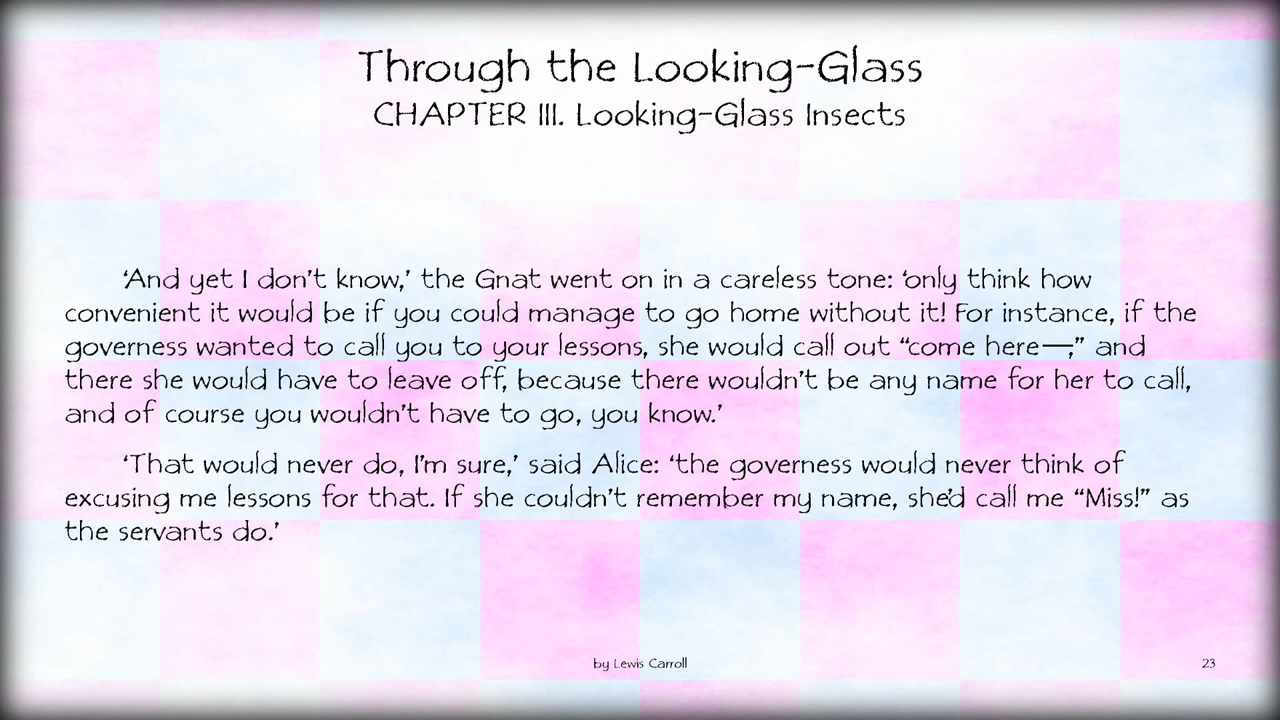 Through the Looking-Glass
CHAPTER III. Looking-Glass Insects
‘And yet I don’t know,’ the Gnat went on in a careless tone: ‘only think how
convenient it would be if you could manage to go home without it! For instance, if the
governess wanted to call you to your lessons, she would call out “come here—,” and
there she would have to leave off, because there wouldn’t be any name for her to call,
and of course you wouldn’t have to go, you know.’
‘That would never do, I’m sure,’ said Alice: ‘the governess would never think of
excusing me lessons for that. If she couldn’t remember my name, she’d call me “Miss!” as
the servants do.’
by Lewis Carroll
23